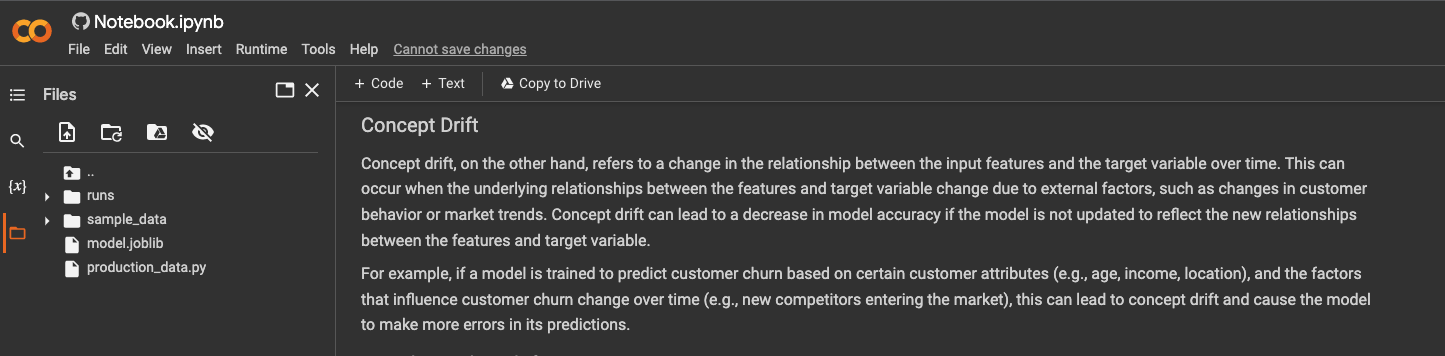 Notebook.ipynb
File Edit View Insert Runtime Tools Help Cannot save changes
Files
+ Code + Text Copy to Drive
..
runs
sample_data
model.joblib
production_data.py
{x}
Concept Drift
Concept drift, on the other hand, refers to a change in the relationship between the input features and the target variable over time. This can
occur when the underlying relationships between the features and target variable change due to external factors, such as changes in customer
behavior or market trends. Concept drift can lead to a decrease in model accuracy if the model is not updated to reflect the new relationships
between the features and target variable.
For example, if a model is trained to predict customer churn based on certain customer attributes (e.g., age, income, location), and the factors
that influence customer churn change over time (e.g., new competitors entering the market), this can lead to concept drift and cause the model
to make more errors in its predictions.